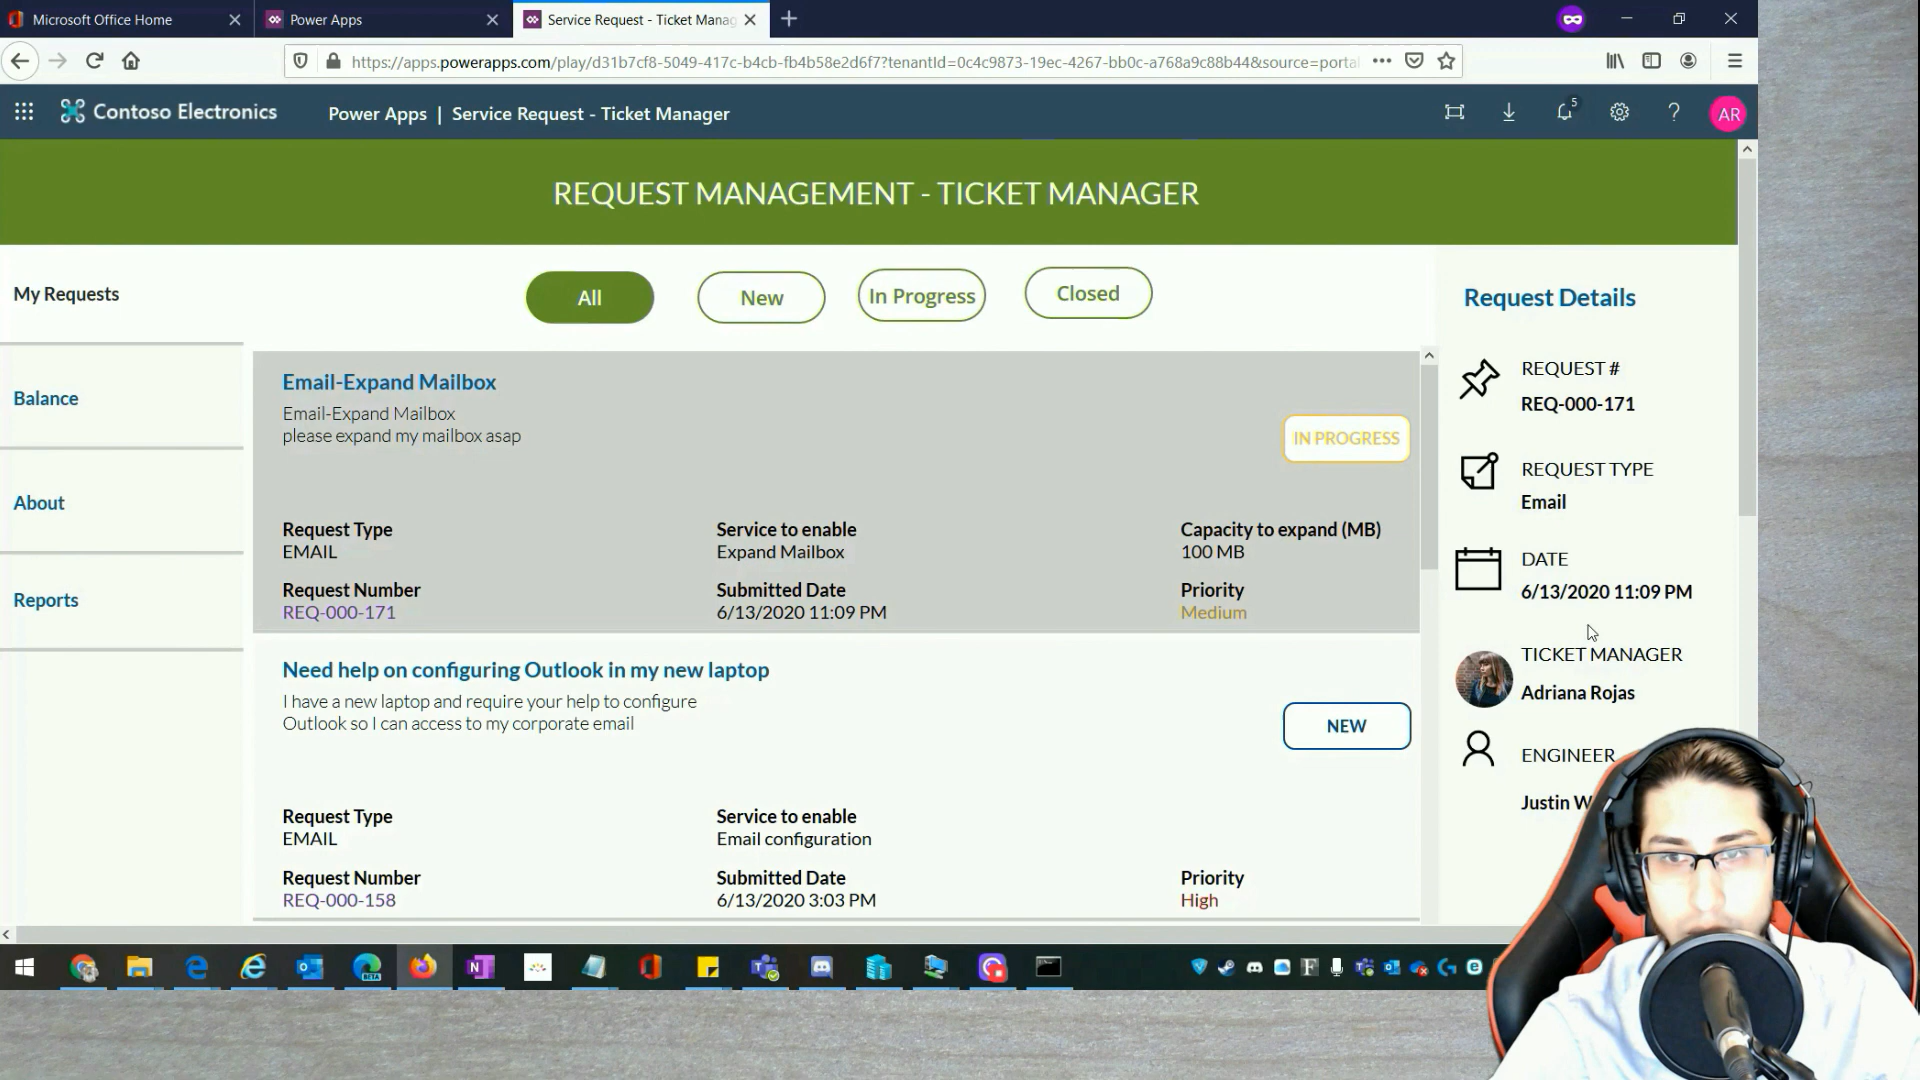 Microsoft Office Home
Power Apps
Service Request - Ticket Manag
https://apps.powerapps.com/play/d31b7cf8-5049-417c-b4cb-fb4b58e2d6f7?tenantId=0c4c9873-19ec-4267-bb0c-a768a9c88b44&source=porta
Contoso Electronics
Power Apps | Service Request - Ticket Manager
5
?
AR
REQUEST MANAGEMENT - TICKET MANAGER
My Requests
Balance
About
Reports
All
New
In Progress
Closed
Email-Expand Mailbox
Email-Expand Mailbox
please expand my mailbox asap
IN PROGRESS
Request Type
EMAIL
Service to enable
Expand Mailbox
Capacity to expand (MB)
100 MB
Request Number
REQ-000-171
Submitted Date
6/13/2020 11:09 PM
Priority
Medium
Need help on configuring Outlook in my new laptop
I have a new laptop and require your help to configure
Outlook so I can access to my corporate email
NEW
Request Type
EMAIL
Service to enable
Email configuration
Request Number
REQ-000-158
Submitted Date
6/13/2020 3:03 PM
Priority
High
Request Details
REQUEST #
REQ-000-171
REQUEST TYPE
Email
DATE
6/13/2020 11:09 PM
TICKET MANAGER
Adriana Rojas
ENGINEER
Justin W
BETA